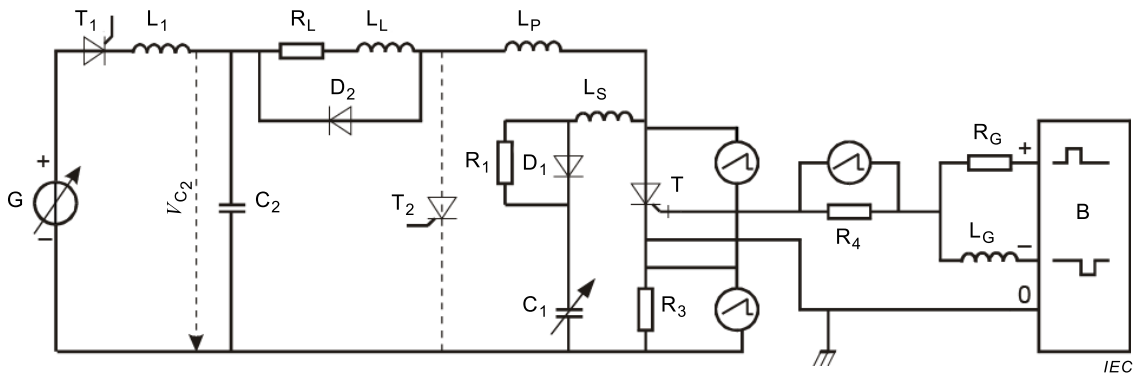 T1 L1 RL LL LP
D2 LS
R1 D1
+ RG +
G VC2 C2 T2 T R4 B
− LG −
C1 R3 0
IEC